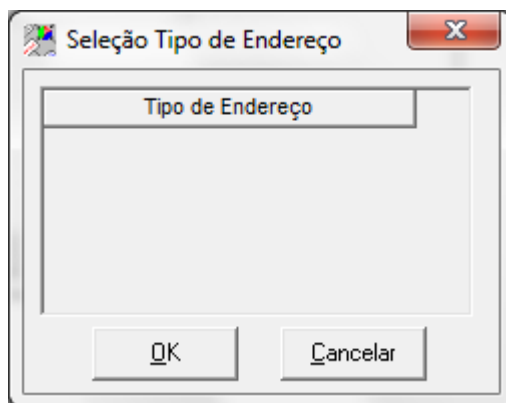 Seleção Tipo de Endereço
Tipo de Endereço
OK
Cancelar